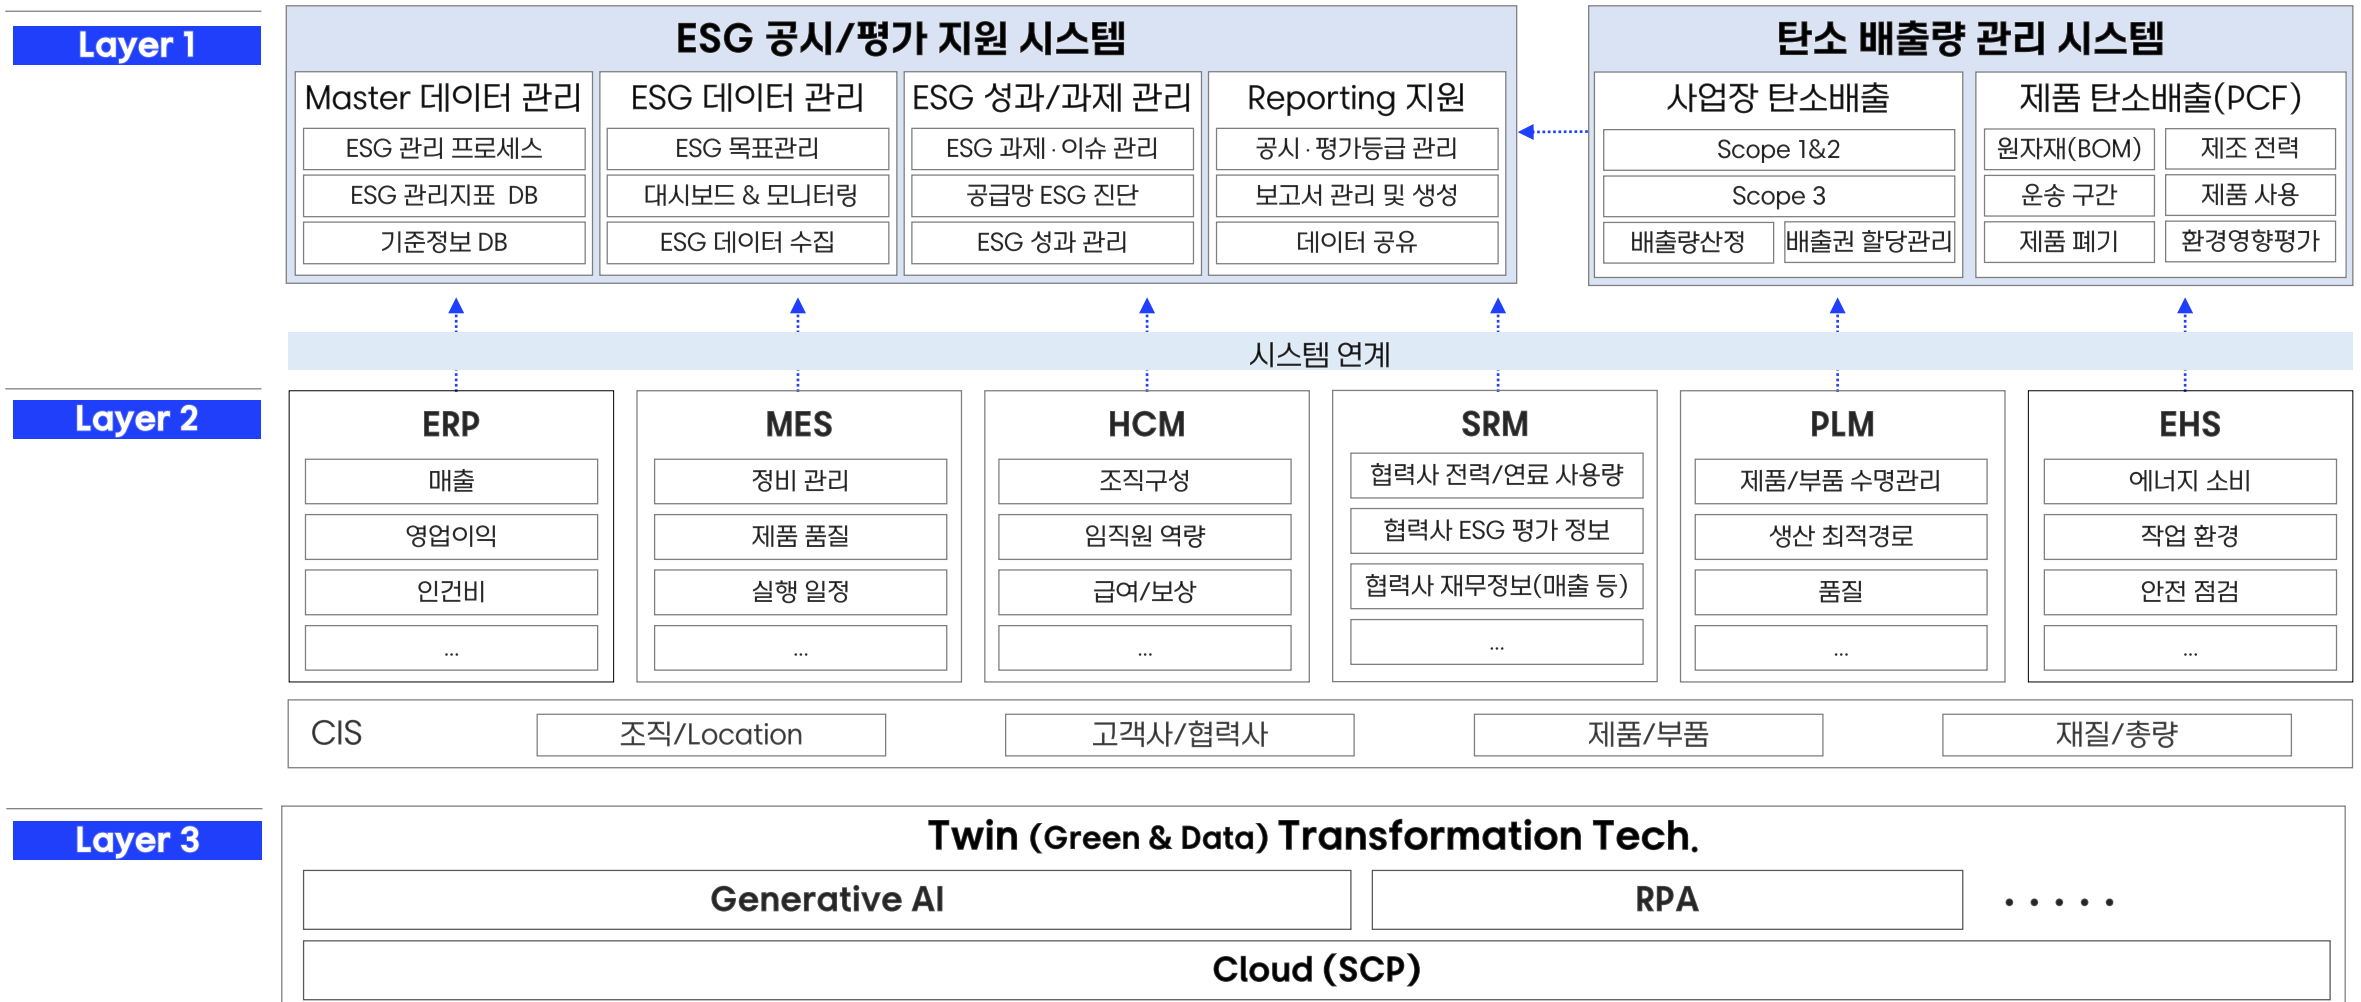 Layer 1
ESG 공시/평가 지원 시스템
Master 데이터 관리
ESG 관리 프로세스
ESG 관리지표 DB
기준정보 DB
ESG 데이터 관리
ESG 목표관리
대시보드 & 모니터링
ESG 데이터 수집
ESG 성과/과제 관리
ESG 과제 · 이슈 관리
공급망 ESG 진단
ESG 성과 관리
Reporting 지원
공시 · 평가등급 관리
보고서 관리 및 생성
데이터 공유
탄소 배출량 관리 시스템
사업장 탄소배출
Scope 1&2
Scope 3
배출량산정
배출권 할당관리
제품 탄소배출(PCF)
원자재(BOM)
제조 전력
운송 구간
제품 사용
제품 폐기
환경영향평가
시스템 연계
Layer 2
ERP
매출
영업이익
인건비
...
MES
정비 관리
제품 품질
실행 일정
...
HCM
조직구성
임직원 역량
급여/보상
...
SRM
협력사 전력/연료 사용량
협력사 ESG 평가 정보
협력사 재무정보(매출 등)
...
PLM
제품/부품 수명관리
생산 최적경로
품질
...
EHS
에너지 소비
작업 환경
안전 점검
...
CIS
조직/Location
고객사/협력사
제품/부품
재질/총량
Layer 3
Twin (Green & Data) Transformation Tech.
Generative AI
RPA
· · · · ·
Cloud (SCP)